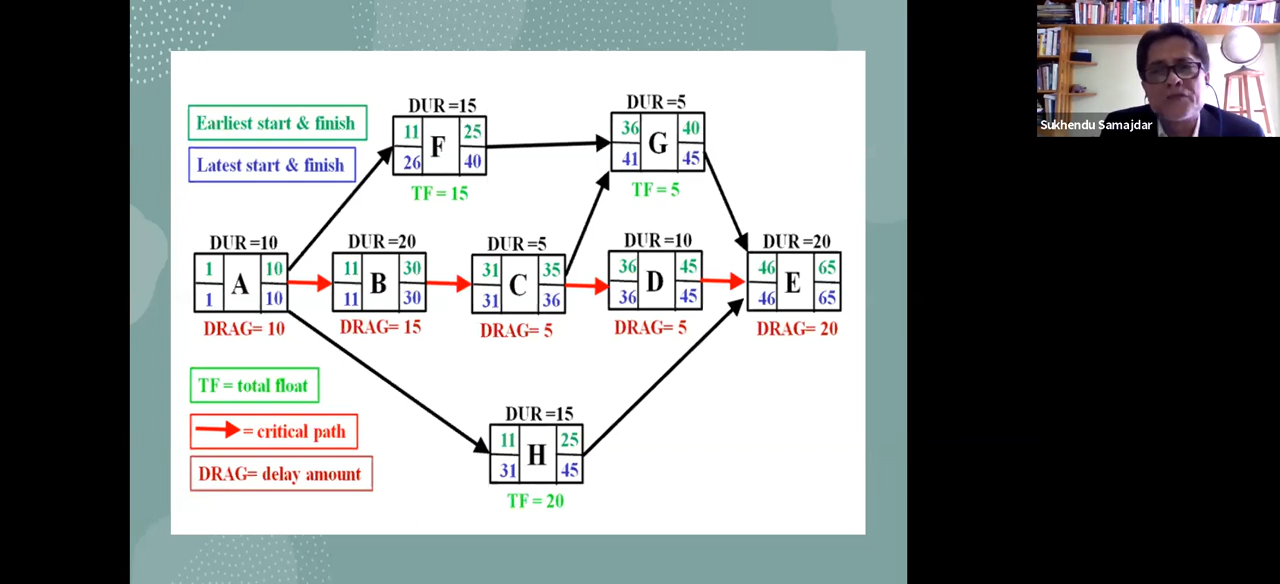 Earliest start & finish
Latest start & finish
DUR =15
11 25
F
26 40
TF = 15
DUR =5
36 40
G
41 45
TF = 5
DUR =10
1 10
A
1 10
DRAG= 10
DUR =20
11 30
B
11 30
DRAG= 15
DUR =5
31 35
C
31 36
DRAG= 5
DUR =10
36 45
D
36 45
DRAG= 5
DUR =20
46 65
E
46 65
DRAG= 20
TF = total float
= critical path
DRAG= delay amount
DUR =15
11 25
H
31 45
TF = 20
Sukhendu Samajdar